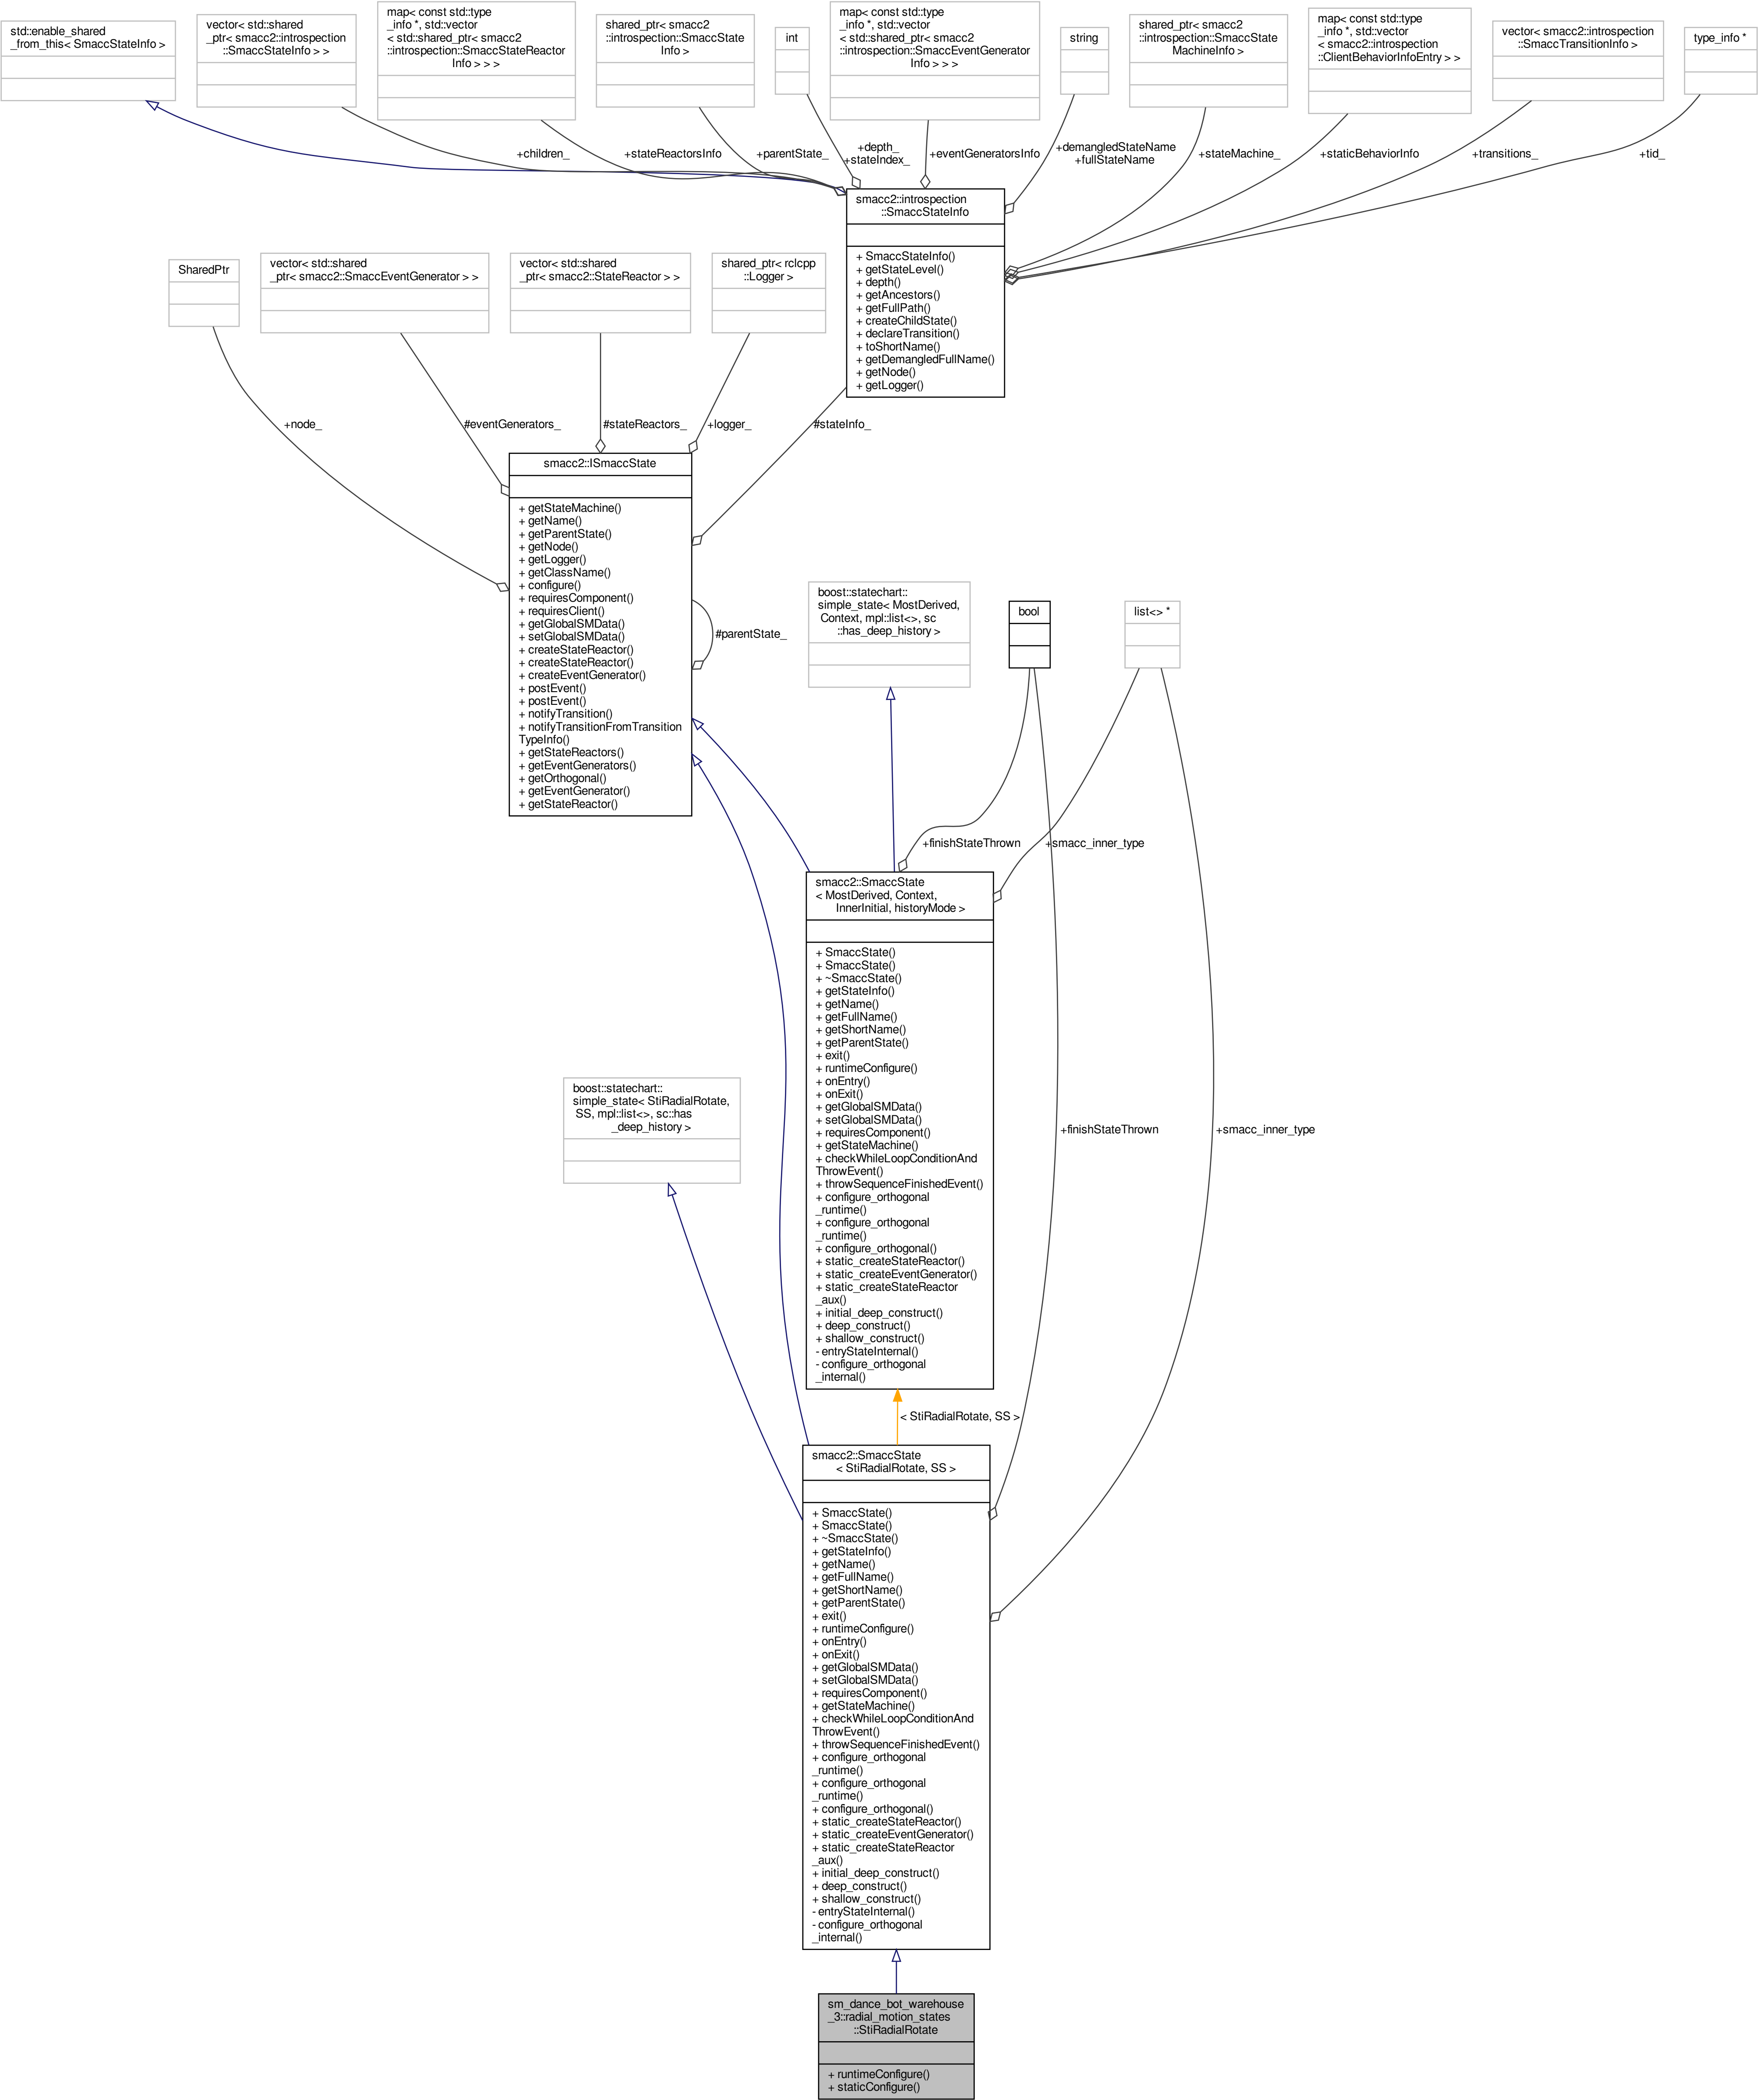 std::enable_shared
_from_this< SmaccStateInfo >
vector< std::shared
_ptr< smacc2::introspection
::SmaccStateInfo > >
map< const std::type
_info *, std::vector
< std::shared_ptr< smacc2
::introspection::SmaccStateReactor
Info > > >
shared_ptr< smacc2
::introspection::SmaccState
Info >
int
map< const std::type
_info *, std::vector
< std::shared_ptr< smacc2
::introspection::SmaccEventGenerator
Info > > >
string
shared_ptr< smacc2
::introspection::SmaccState
MachineInfo >
map< const std::type
_info *, std::vector
< smacc2::introspection
::ClientBehaviorInfoEntry > >
vector< smacc2::introspection
::SmaccTransitionInfo >
type_info *
+children_
+stateReactorsInfo
+parentState_
+depth_
+stateIndex_
+eventGeneratorsInfo
+demangledStateName
+fullStateName
+stateMachine_
+staticBehaviorInfo
+transitions_
+tid_
smacc2::introspection
::SmaccStateInfo
+ SmaccStateInfo()
+ getStateLevel()
+ depth()
+ getAncestors()
+ getFullPath()
+ createChildState()
+ declareTransition()
+ toShortName()
+ getDemangledFullName()
+ getNode()
+ getLogger()
SharedPtr
vector< std::shared
_ptr< smacc2::SmaccEventGenerator > >
vector< std::shared
_ptr< smacc2::StateReactor > >
shared_ptr< rclcpp
::Logger >
+node_
#eventGenerators_
#stateReactors_
+logger_
#stateInfo_
smacc2::ISmaccState
+ getStateMachine()
+ getName()
+ getParentState()
+ getNode()
+ getLogger()
+ getClassName()
+ configure()
+ requiresComponent()
+ requiresClient()
+ getGlobalSMData()
+ setGlobalSMData()
+ createStateReactor()
+ createStateReactor()
+ createEventGenerator()
+ postEvent()
+ postEvent()
+ notifyTransition()
+ notifyTransitionFromTransition
TypeInfo()
+ getStateReactors()
+ getEventGenerators()
+ getOrthogonal()
+ getEventGenerator()
+ getStateReactor()
#parentState_
boost::statechart::
simple_state< MostDerived,
Context, mpl::list<>, sc
::has_deep_history >
bool
list<> *
+finishStateThrown
+smacc_inner_type
smacc2::SmaccState
< MostDerived, Context,
InnerInitial, historyMode >
+ SmaccState()
+ SmaccState()
+ ~SmaccState()
+ getStateInfo()
+ getName()
+ getFullName()
+ getShortName()
+ getParentState()
+ exit()
+ runtimeConfigure()
+ onEntry()
+ onExit()
+ getGlobalSMData()
+ setGlobalSMData()
+ requiresComponent()
+ getStateMachine()
+ checkWhileLoopConditionAnd
ThrowEvent()
+ throwSequenceFinishedEvent()
+ configure_orthogonal
_runtime()
+ configure_orthogonal
_runtime()
+ configure_orthogonal()
+ static_createStateReactor()
+ static_createEventGenerator()
+ static_createStateReactor
_aux()
+ initial_deep_construct()
+ deep_construct()
+ shallow_construct()
- entryStateInternal()
- configure_orthogonal
_internal()
boost::statechart::
simple_state< StiRadialRotate,
SS, mpl::list<>, sc::has
_deep_history >
+finishStateThrown
+smacc_inner_type
< StiRadialRotate, SS >
smacc2::SmaccState
< StiRadialRotate, SS >
+ SmaccState()
+ SmaccState()
+ ~SmaccState()
+ getStateInfo()
+ getName()
+ getFullName()
+ getShortName()
+ getParentState()
+ exit()
+ runtimeConfigure()
+ onEntry()
+ onExit()
+ getGlobalSMData()
+ setGlobalSMData()
+ requiresComponent()
+ getStateMachine()
+ checkWhileLoopConditionAnd
ThrowEvent()
+ throwSequenceFinishedEvent()
+ configure_orthogonal
_runtime()
+ configure_orthogonal
_runtime()
+ configure_orthogonal()
+ static_createStateReactor()
+ static_createEventGenerator()
+ static_createStateReactor
_aux()
+ initial_deep_construct()
+ deep_construct()
+ shallow_construct()
- entryStateInternal()
- configure_orthogonal
_internal()
sm_dance_bot_warehouse
_3::radial_motion_states
::StiRadialRotate
+ runtimeConfigure()
+ staticConfigure()